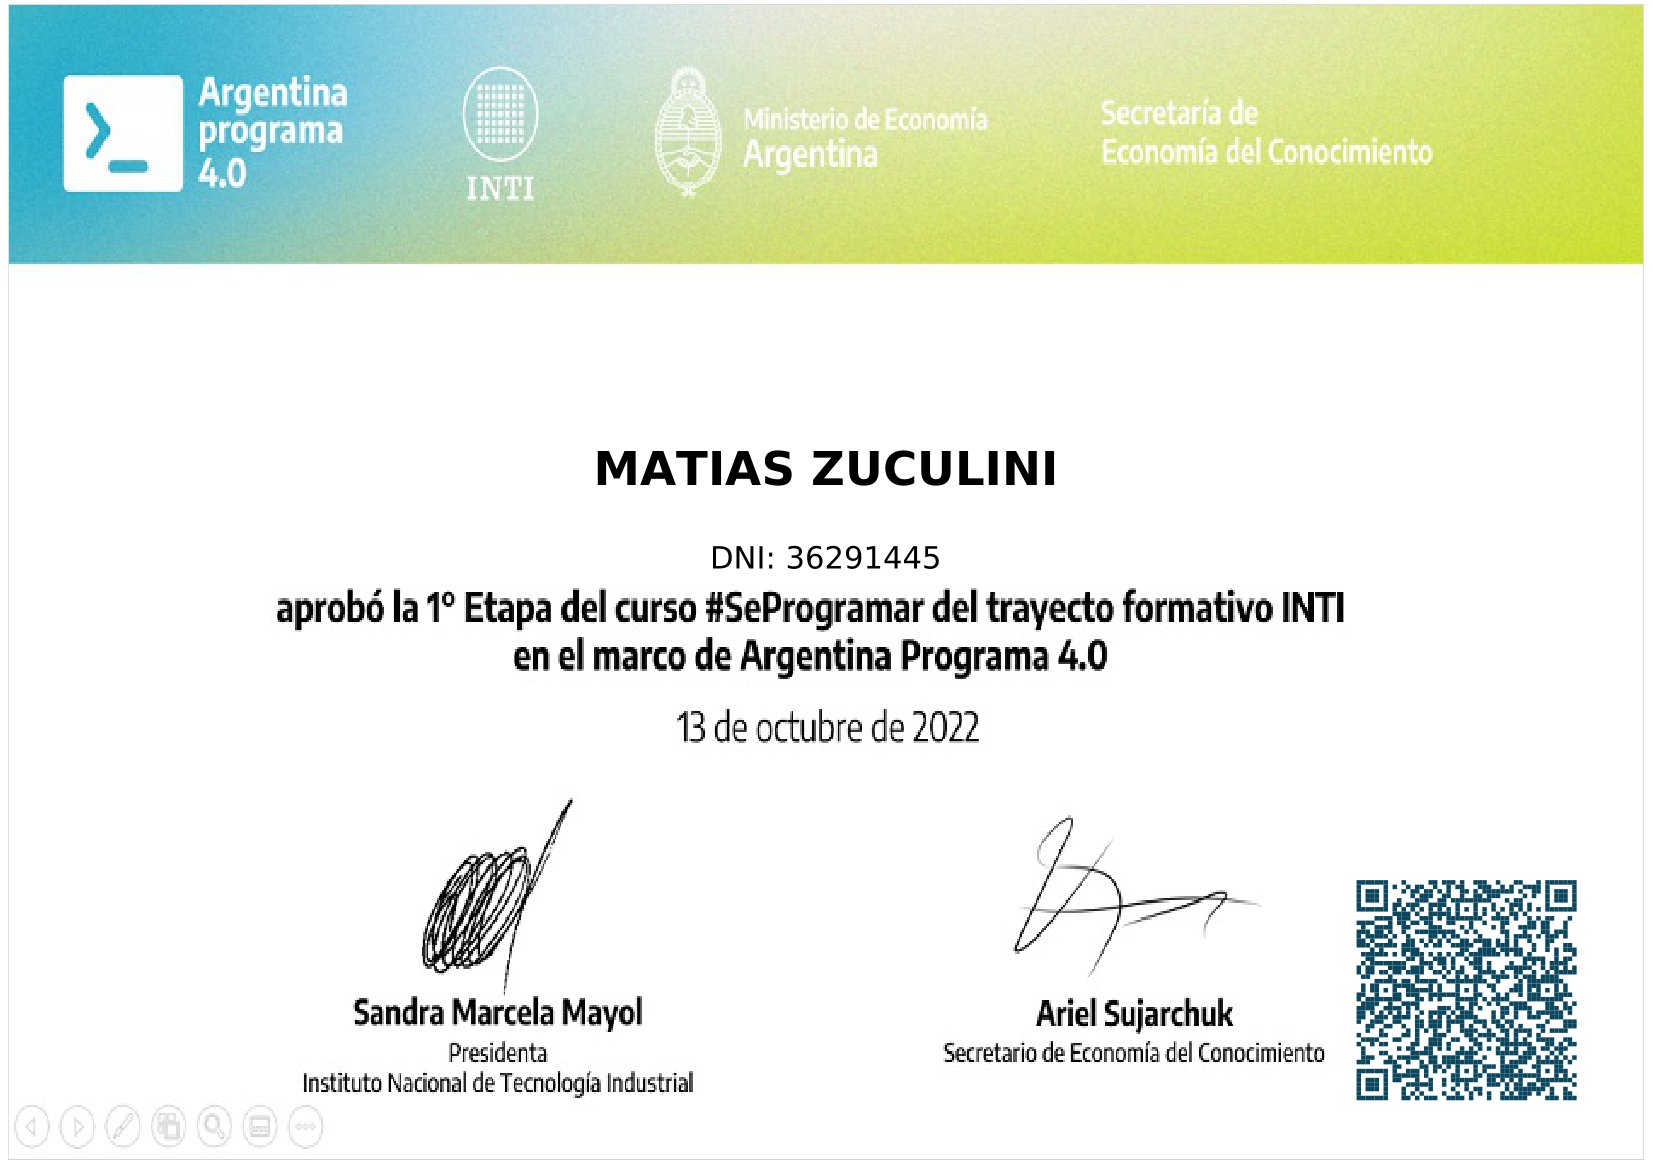 Argentina
programa
4.0
INTI
Ministerio de Economía
Argentina
Secretaría de
Economía del Conocimiento
MATIAS ZUCULINI
DNI: 36291445
aprobó la 1º Etapa del curso #SeProgramar del trayecto formativo INTI
en el marco de Argentina Programa 4.0
13 de octubre de 2022
Sandra Marcela Mayol
Presidenta
Instituto Nacional de Tecnología Industrial
Ariel Sujarchuk
Secretario de Economía del Conocimiento